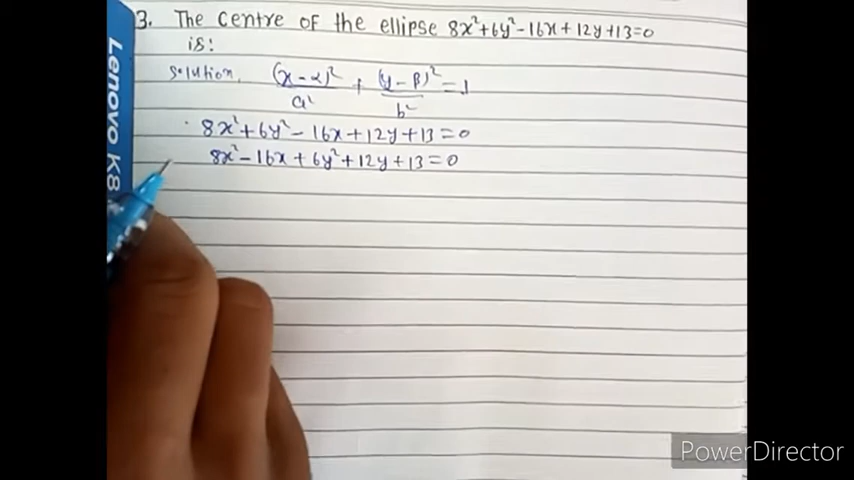 3. The centre of the ellipse 8x²+6y²-16x+12y+13=0
is:
solution, (x-α)²/a² + (y-β)²/b² = 1
8x²+6y²-16x+12y+13=0
8x²-16x+6y²+12y+13=0
Lenovo K8
PowerDirector